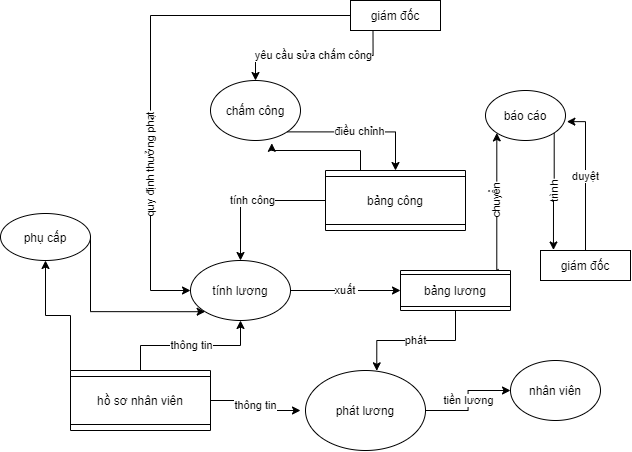 giám đốc
yêu cầu sửa chấm công
chấm công
báo cáo
quy định thưởng phạt
điều chỉnh
duyệt
trình
chuyển
tính công
bảng công
phụ cấp
giám đốc
tính lương
xuất
bảng lương
thông tin
phát
hồ sơ nhân viên
thông tin
phát lương
tiền lương
nhân viên